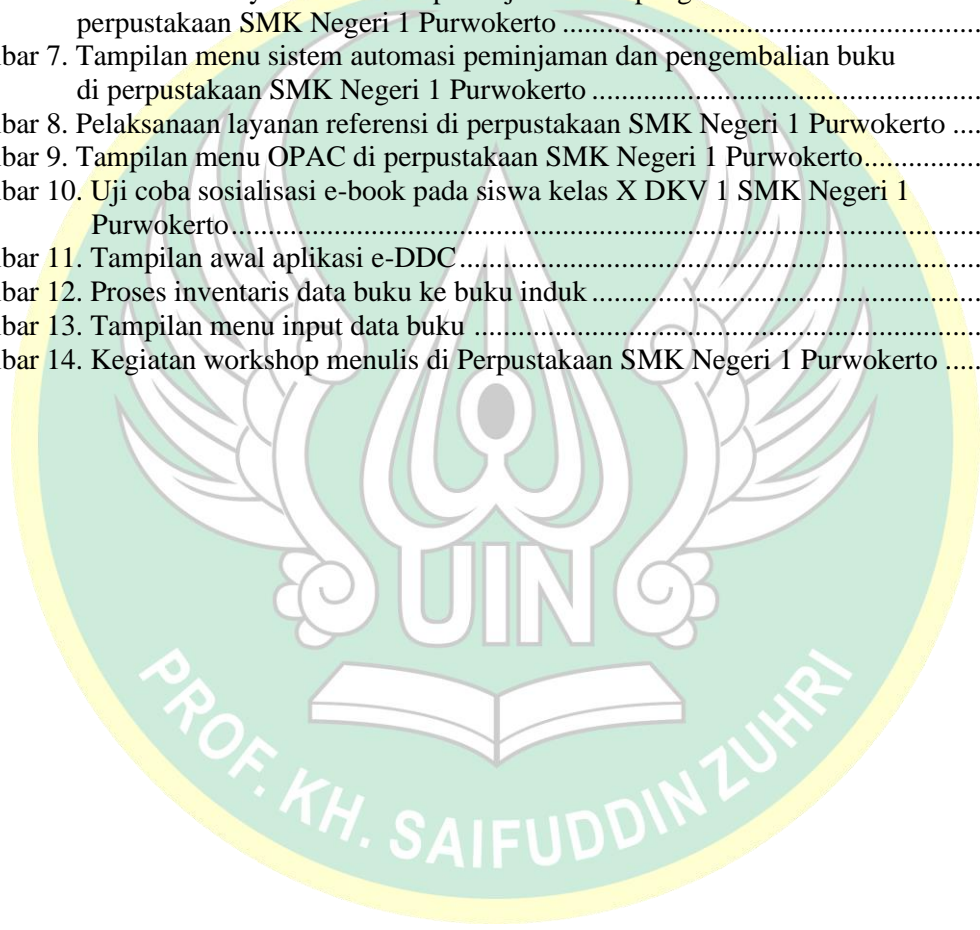 perpustakaan SMK Negeri 1 Purwokerto ...........................................................
bar 7. Tampilan menu sistem automasi peminjaman dan pengembalian buku
di perpustakaan SMK Negeri 1 Purwokerto .......................................................
bar 8. Pelaksanaan layanan referensi di perpustakaan SMK Negeri 1 Purwokerto ....
bar 9. Tampilan menu OPAC di perpustakaan SMK Negeri 1 Purwokerto.................
bar 10. Uji coba sosialisasi e-book pada siswa kelas X DKV 1 SMK Negeri 1
Purwokerto.......................................................................................................
bar 11. Tampilan awal aplikasi e-DDC.......................................................................
bar 12. Proses inventaris data buku ke buku induk ....................................................
bar 13. Tampilan menu input data buku .....................................................................
bar 14. Kegiatan workshop menulis di Perpustakaan SMK Negeri 1 Purwokerto .....
UIN
PROF. KH. SAIFUDDIN ZUHRI